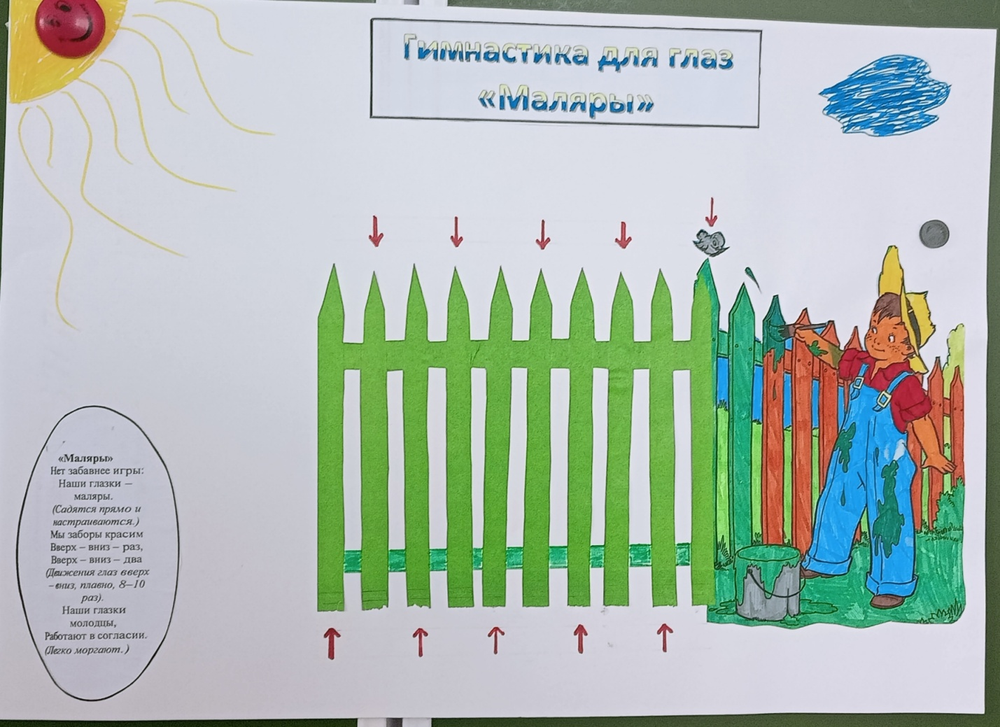 Гимнастика для глаз
«Маляры»
«Маляры»
Нет забавнее игры:
Наши глазки –
маляры.
(Садятся прямо и
настраиваются.)
Мы заборы красим
Вверх – вниз – раз,
Вверх – вниз – два
(Движения глаз вверх
–вниз, плавно, 8–10
раз).
Наши глазки
молодцы,
Работают в согласии.
(Легко моргают.)